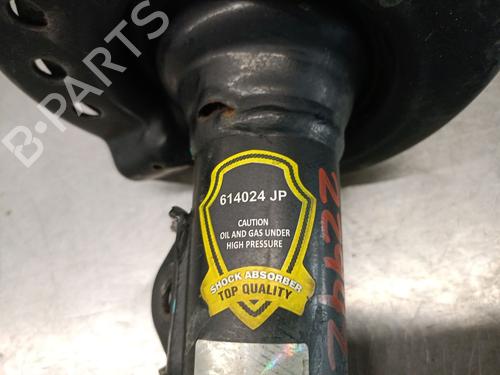 B-PARTS
614024 JP
CAUTION
OIL AND GAS UNDER
HIGH PRESSURE
SHOCK ABSORBER
TOP QUALITY